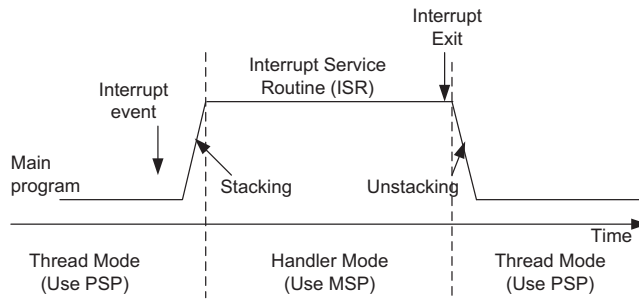 Interrupt
Exit
Interrupt Service
Routine (ISR)
Interrupt
event
Main
program
Stacking
Unstacking
Time
Thread Mode
(Use PSP)
Handler Mode
(Use MSP)
Thread Mode
(Use PSP)